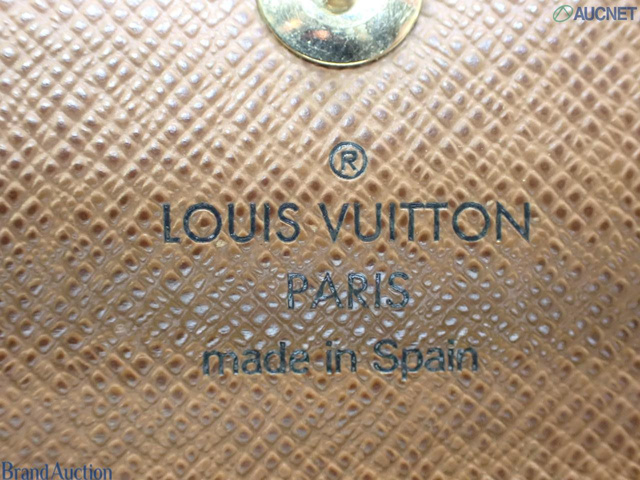 AUCNET
®
LOUIS VUITTON
PARIS
made in Spain
BrandAuction